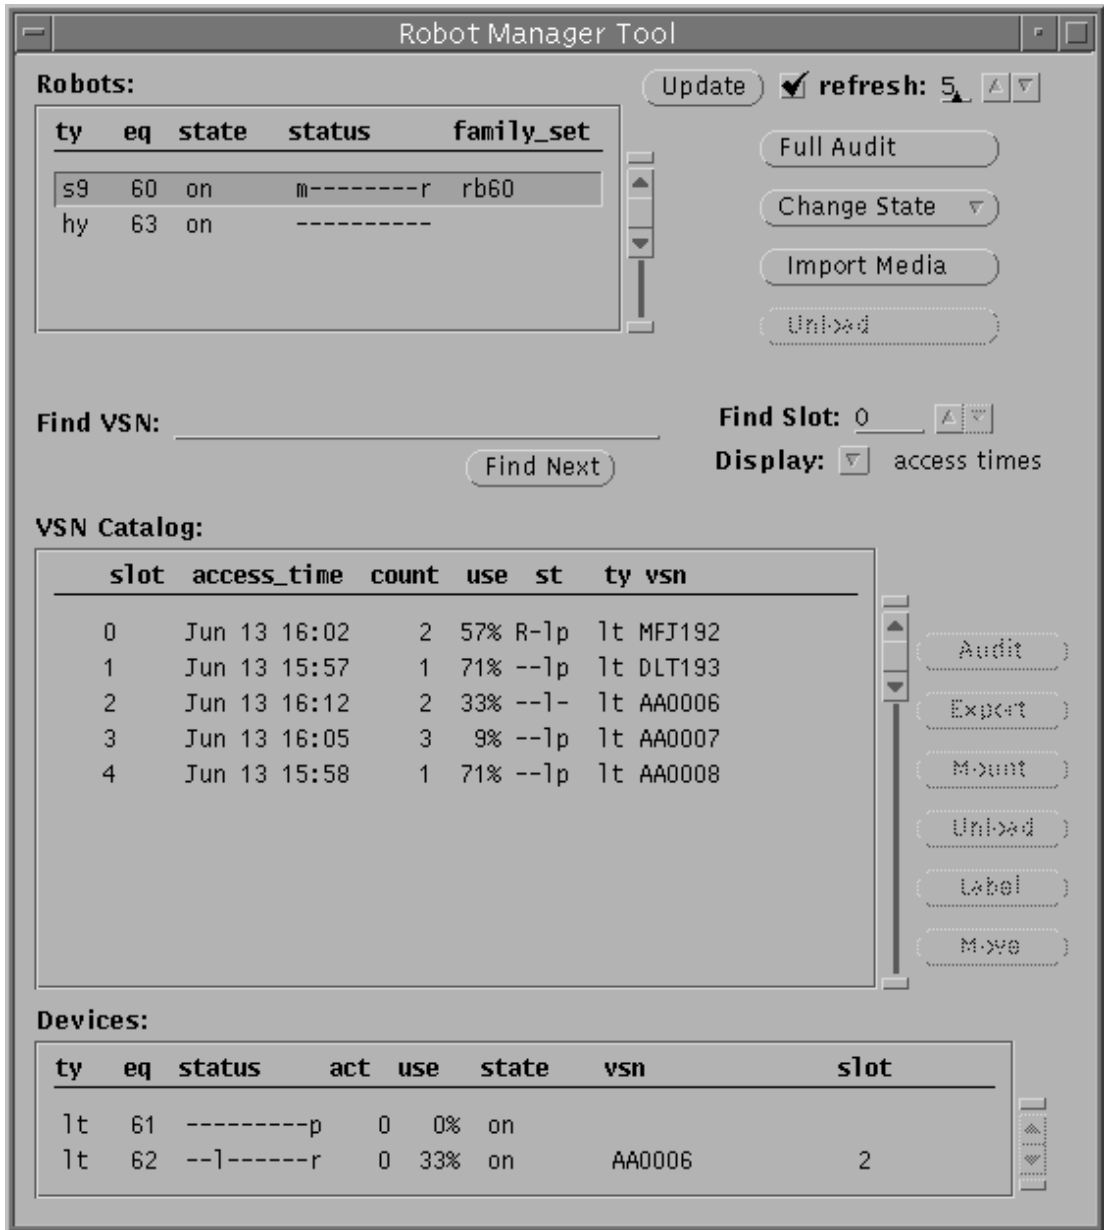 Robot Manager Tool
Robots:
Update refresh: 5
ty eq state status family_set
s9 60 on m--------r rb60
hy 63 on ----------
Full Audit
Change State
Import Media
Unload
Find VSN:
Find Next
Find Slot: 0
Display: access times
VSN Catalog:
slot access_time count use st ty vsn
0 Jun 13 16:02 2 57% R-lp lt MFJ192
1 Jun 13 15:57 1 71% --lp lt DLT193
2 Jun 13 16:12 2 33% --l- lt AA0006
3 Jun 13 16:05 3 9% --lp lt AA0007
4 Jun 13 15:58 1 71% --lp lt AA0008
Audit
Export
Mount
Unload
Label
Move
Devices:
ty eq status act use state vsn slot
lt 61 ---------p 0 0% on
lt 62 --l------r 0 33% on AA0006 2